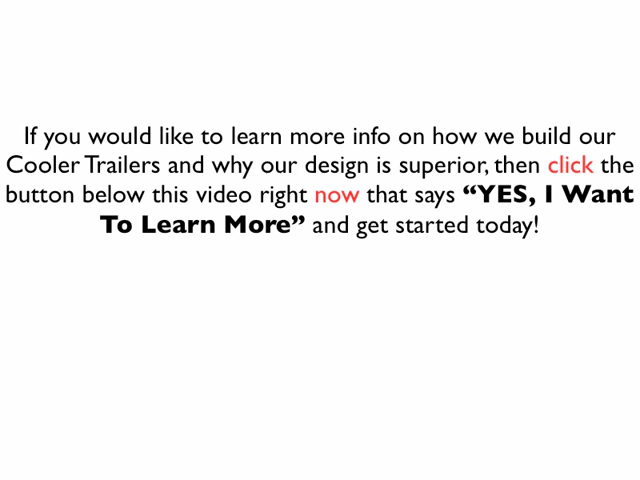 If you would like to learn more info on how we build our
Cooler Trailers and why our design is superior, then click the
button below this video right now that says “YES, I Want
To Learn More” and get started today!